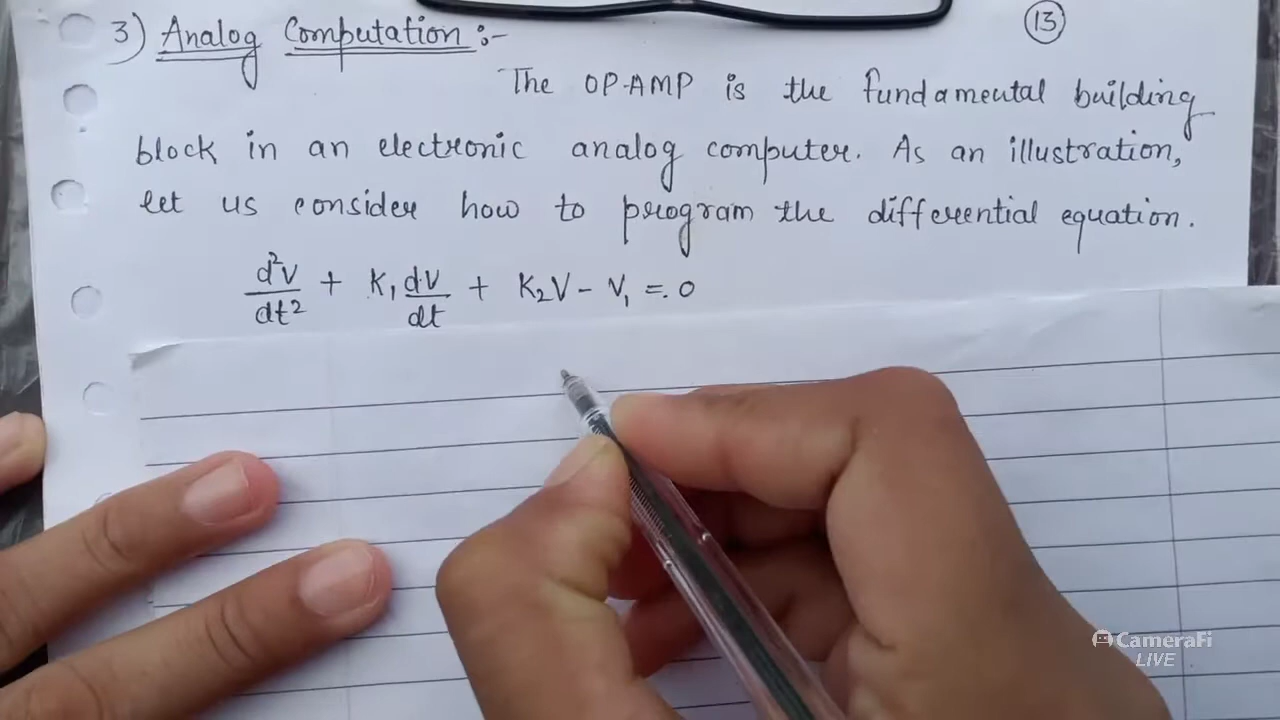 3) Analog Computation :-
13
The OP-AMP is the fundamental building
block in an electronic analog computer. As an illustration,
let us consider how to program the differential equation.
d²v/dt² + K₁ dv/dt + K₂V - V₁ = 0
CameraFi
LIVE